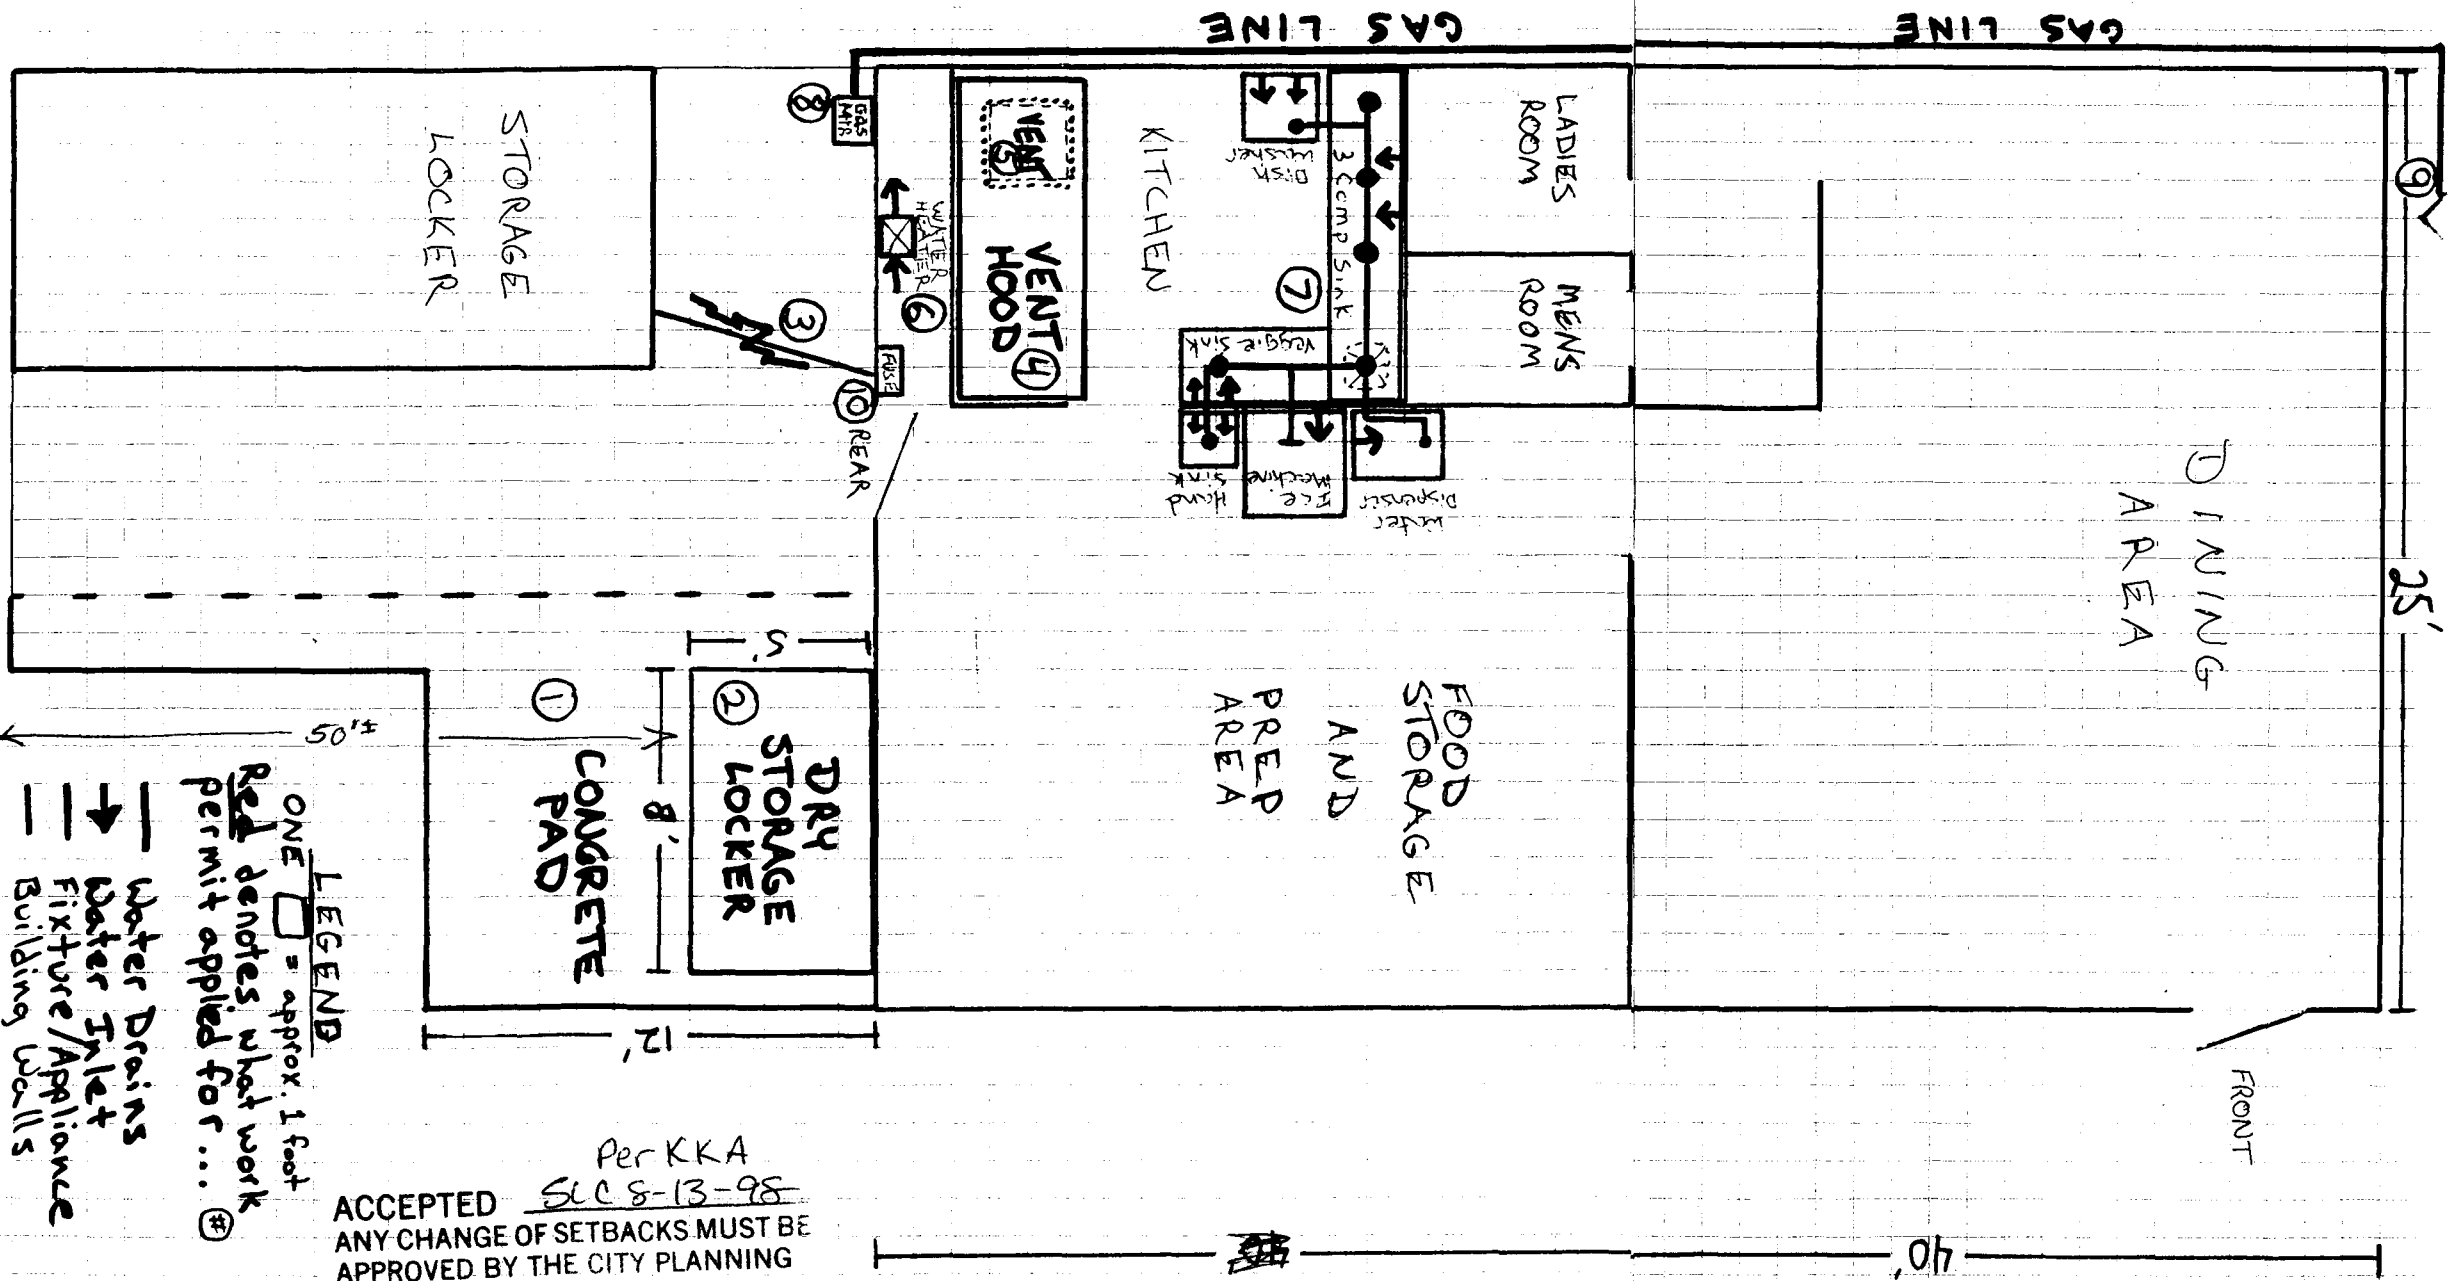 GAS LINE
GAS LINE
STORAGE
LOCKER
8
GAS
MTR
WATER
HEATER
6
3
FUSE
10
REAR
VENT
5
VENT
HOOD
4
KITCHEN
Dish
Washer
3 Comp Sink
7
Veggie Sink
Hand
Sink
Ice
Machine
Water
Dispenser
LADIES
ROOM
MENS
ROOM
9
25'
DINING
AREA
FOOD
STORAGE
AND
PREP
AREA
5'
2
DRY
STORAGE
LOCKER
8'
1
CONCRETE
PAD
12'
50'±
LEGEND
ONE = approx. 1 foot
Red denotes what work
permit applied for... #
Water Drains
Water Inlet
Fixture/Appliance
Building Walls
FRONT
40'
Per KKA
ACCEPTED SLC 8-13-98
ANY CHANGE OF SETBACKS MUST BE
APPROVED BY THE CITY PLANNING